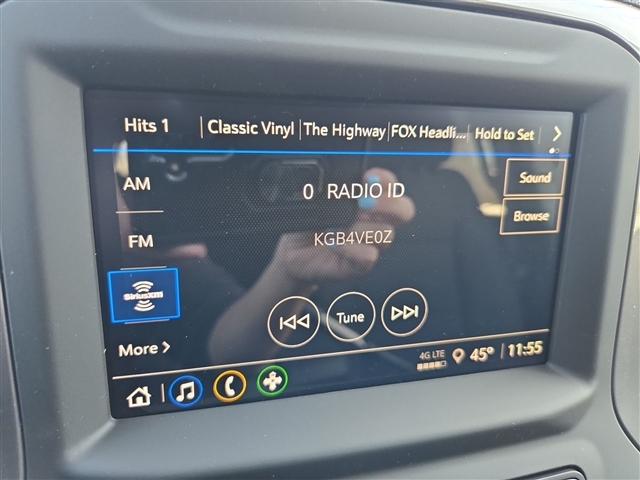 Hits 1 Classic Vinyl The Highway FOX Headli... Hold to Set >
AM
0 RADIO ID
Sound
Browse
FM
KGB4VE0Z
SiriusXM
Tune
More >
4G LTE 45° 11:55